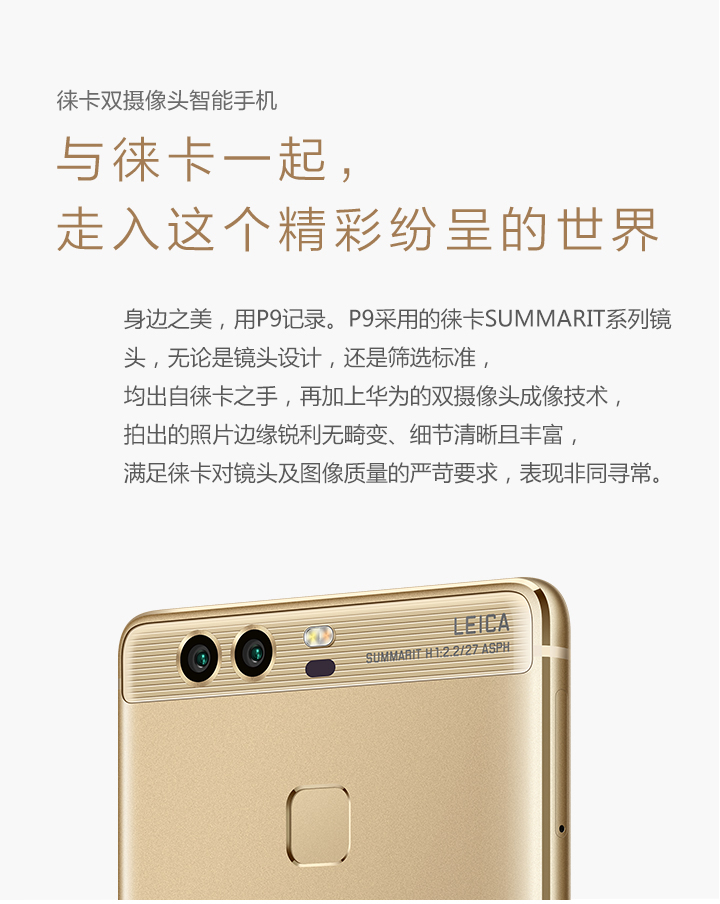 徕卡双摄像头智能手机
与徕卡一起，
走入这个精彩纷呈的世界
身边之美，用P9记录。P9采用的徕卡SUMMARIT系列镜
头，无论是镜头设计，还是筛选标准，
均出自徕卡之手，再加上华为的双摄像头成像技术，
拍出的照片边缘锐利无畸变、细节清晰且丰富，
满足徕卡对镜头及图像质量的严苛要求，表现非同寻常。
LEICA
SUMMARIT H 1:2.2/27 ASPH